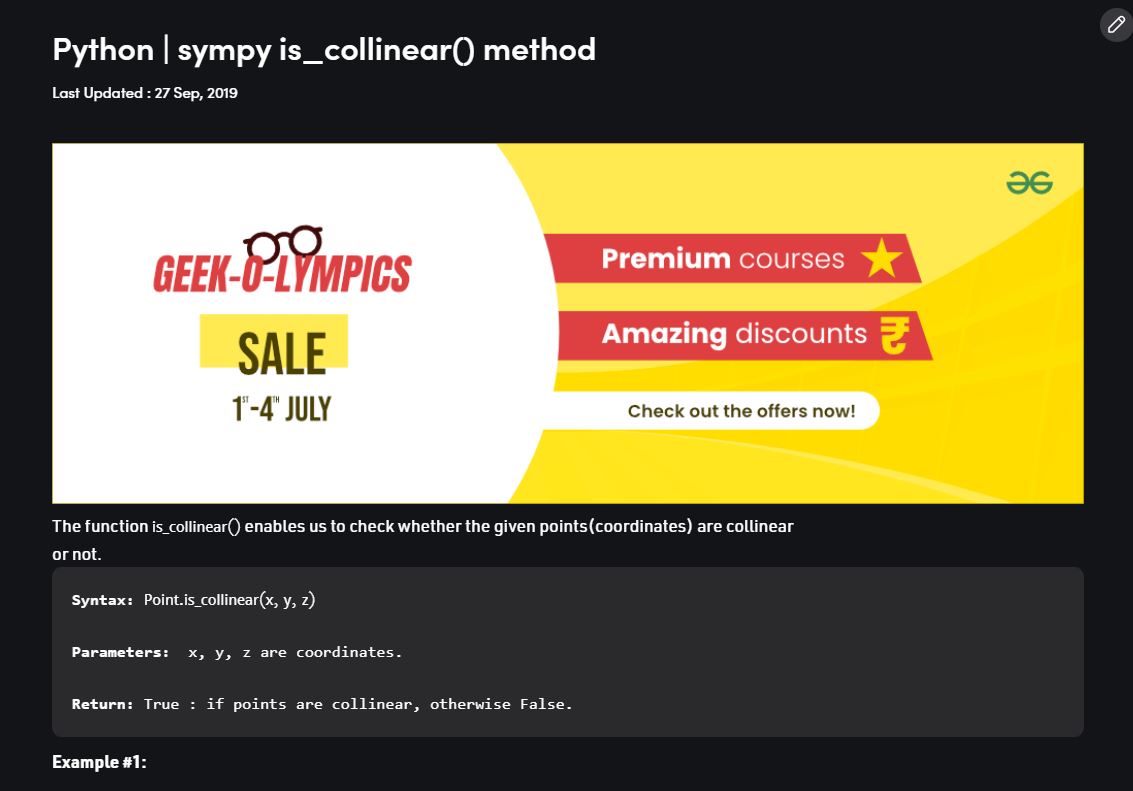 Python | sympy is_collinear() method
Last Updated : 27 Sep, 2019
GEEK-O-LYMPICS
SALE
1ST-4TH JULY
Premium courses
Amazing discounts ₹
Check out the offers now!
The function is_collinear() enables us to check whether the given points(coordinates) are collinear
or not.
Syntax: Point.is_collinear(x, y, z)
Parameters:  x, y, z are coordinates.
Return: True : if points are collinear, otherwise False.
Example #1: